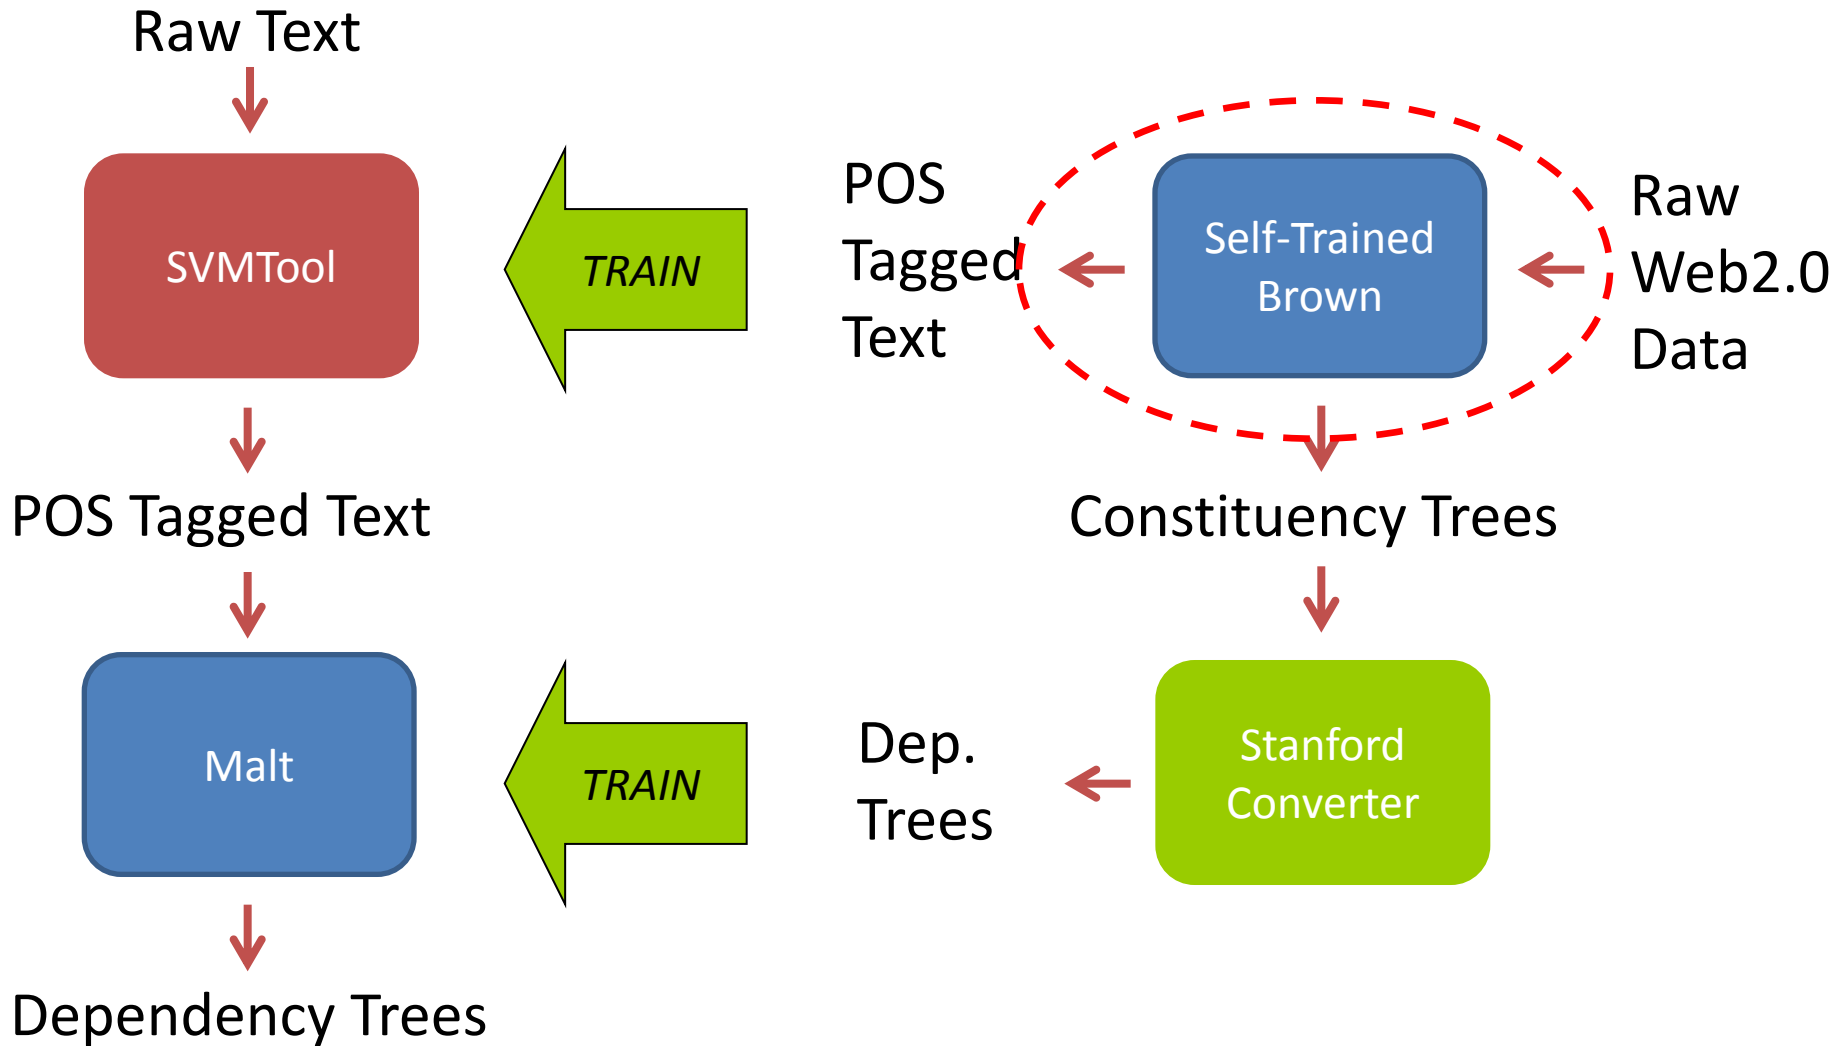 Raw Text
SVMTool
TRAIN
POS
Tagged
Text
Self-Trained
Brown
Raw
Web2.0
Data
POS Tagged Text
Constituency Trees
Malt
TRAIN
Dep.
Trees
Stanford
Converter
Dependency Trees